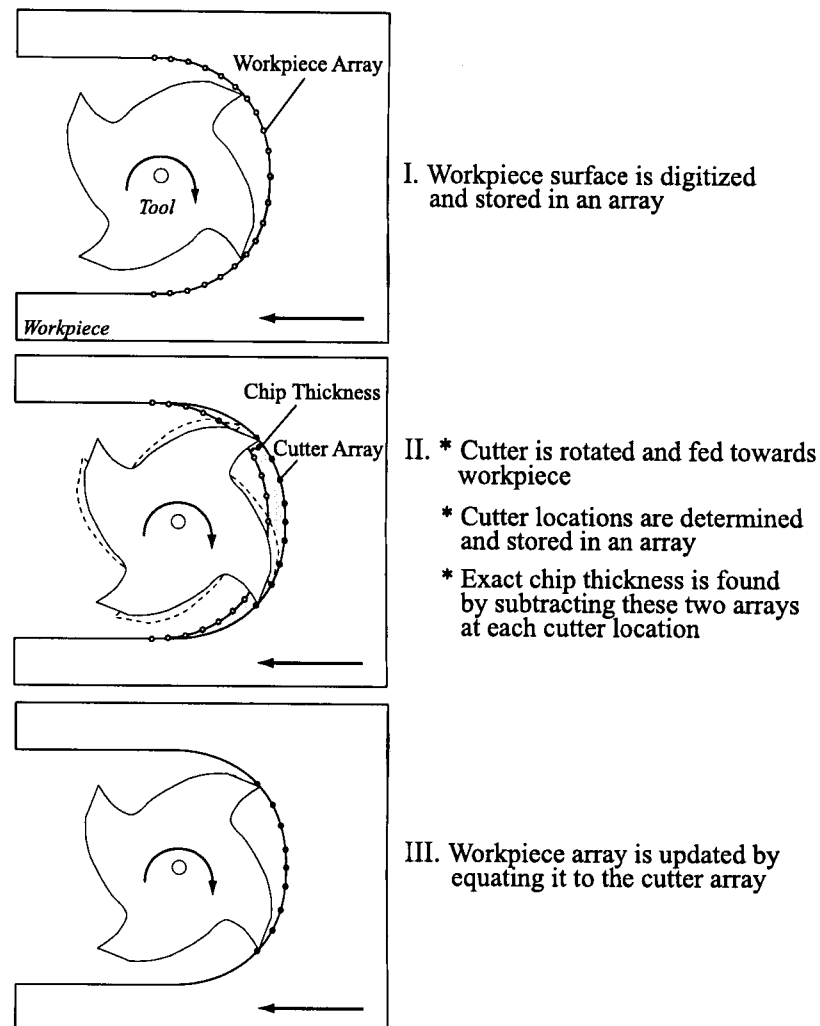 Workpiece Array
Tool
Workpiece
I. Workpiece surface is digitized
and stored in an array
Chip Thickness
Cutter Array
II. * Cutter is rotated and fed towards
workpiece
* Cutter locations are determined
and stored in an array
* Exact chip thickness is found
by subtracting these two arrays
at each cutter location
III. Workpiece array is updated by
equating it to the cutter array